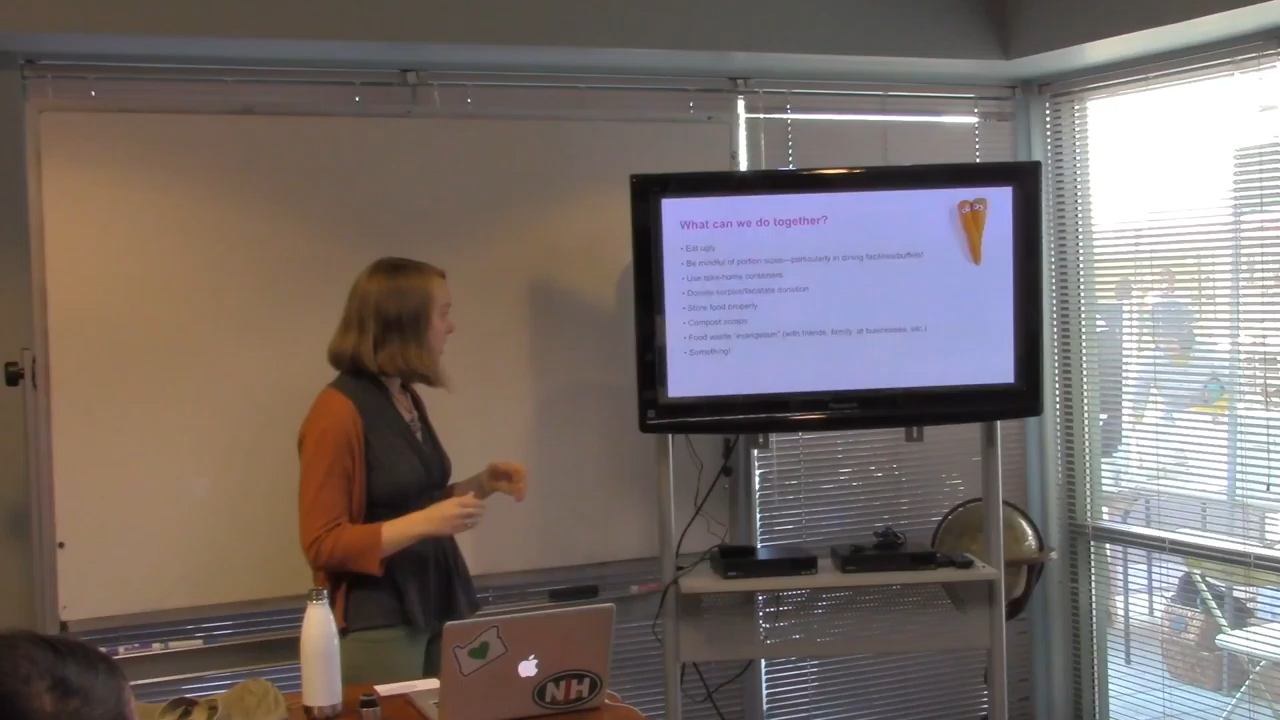 What can we do together?
• Eat ugly
• Be mindful of portion sizes—particularly in dining facilities/buffets!
• Use take-home containers
• Donate surplus/facilitate donation
• Store food properly
• Compost scraps
• Food waste "evangelism" (with friends, family, at businesses, etc.)
• Something!
Panasonic
NH